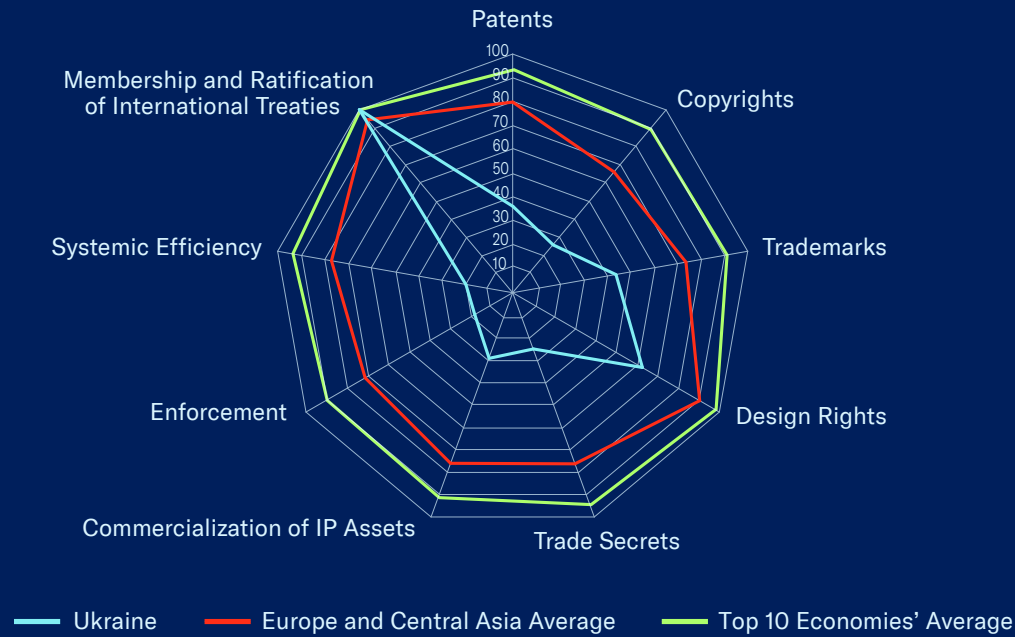 Patents
100
90
80
70
60
50
40
30
20
10
Membership and Ratification
of International Treaties
Copyrights
Systemic Efficiency
Trademarks
Enforcement
Design Rights
Commercialization of IP Assets
Trade Secrets
Ukraine
Europe and Central Asia Average
Top 10 Economies’ Average